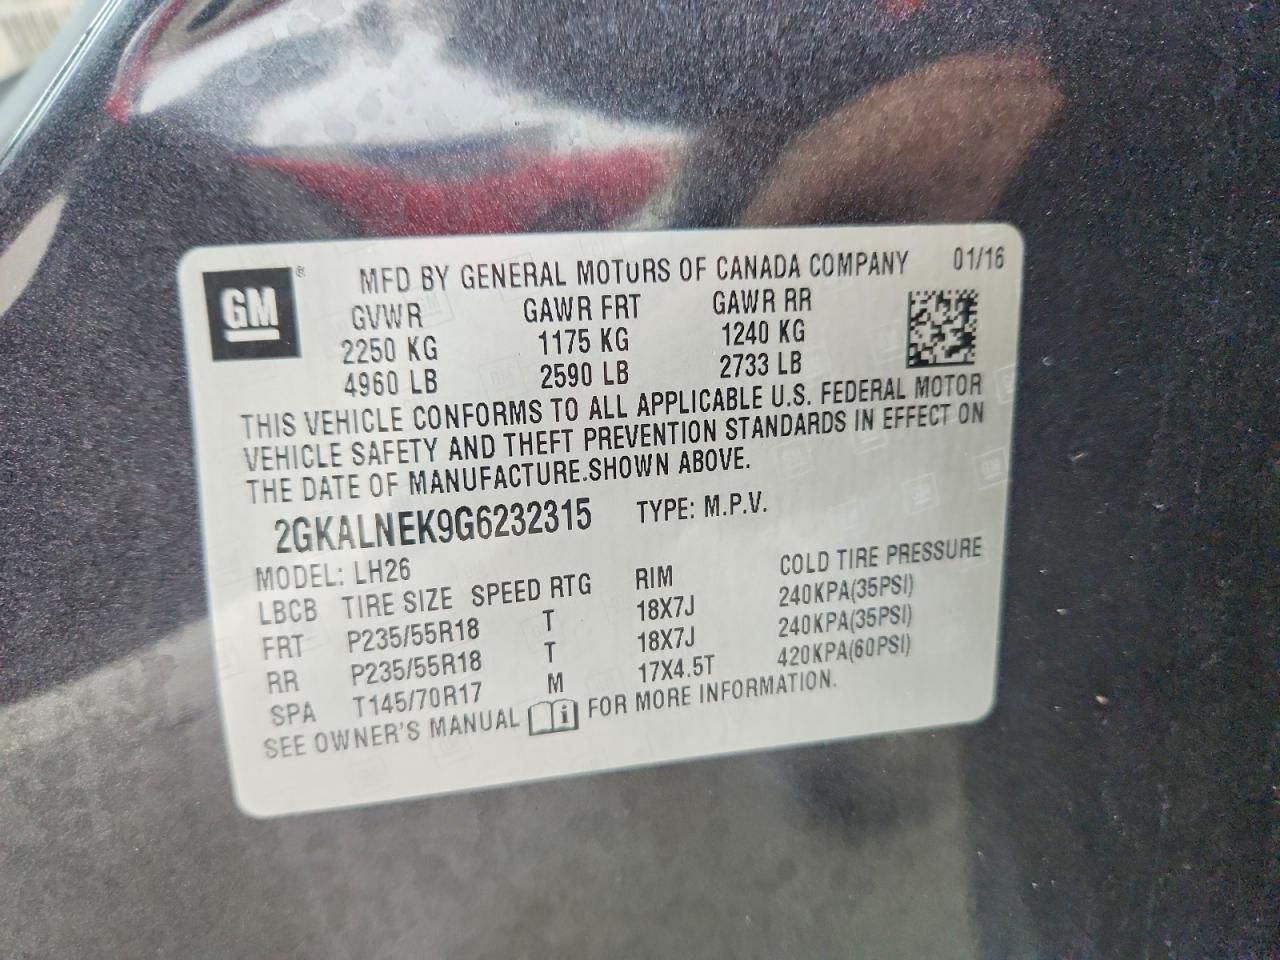 GM ®
MFD BY GENERAL MOTORS OF CANADA COMPANY 01/16
GVWR GAWR FRT GAWR RR
2250 KG 1175 KG 1240 KG
4960 LB 2590 LB 2733 LB
THIS VEHICLE CONFORMS TO ALL APPLICABLE U.S. FEDERAL MOTOR
VEHICLE SAFETY AND THEFT PREVENTION STANDARDS IN EFFECT ON
THE DATE OF MANUFACTURE.SHOWN ABOVE.
2GKALNEK9G6232315 TYPE: M.P.V.
MODEL: LH26
LBCB TIRE SIZE SPEED RTG RIM COLD TIRE PRESSURE
FRT P235/55R18 T 18X7J 240KPA(35PSI)
RR P235/55R18 T 18X7J 240KPA(35PSI)
SPA T145/70R17 M 17X4.5T 420KPA(60PSI)
SEE OWNER'S MANUAL i FOR MORE INFORMATION.